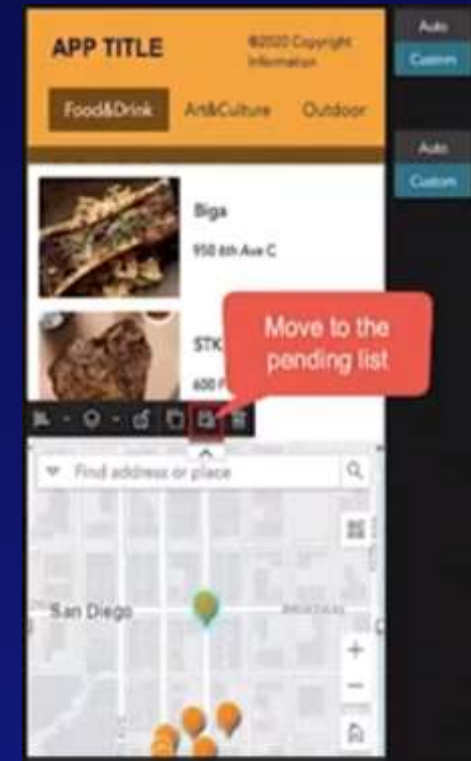 APP TITLE
©2020 Copyright
Information
Food&Drink Art&Culture Outdoor
Auto
Custom
Auto
Custom
Biga
950 6th Ave C
STK
600 F
Move to the
pending list
Find address or place
San Diego
+
-